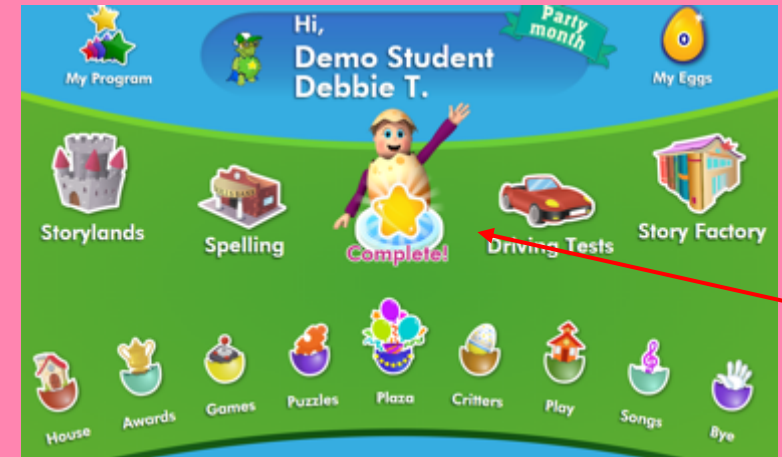 Hi,
Demo Student
Debbie T.
Party
month
My Program
My Eggs
Storylands
Spelling
Complete!
Driving Tests
Story Factory
House
Awards
Games
Puzzles
Plaza
Critters
Play
Songs
Bye